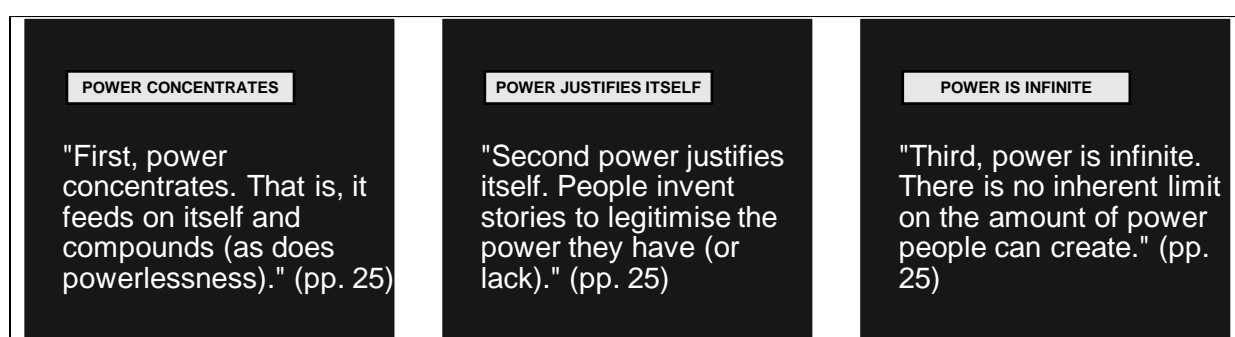 POWER CONCENTRATES
"First, power
concentrates. That is, it
feeds on itself and
compounds (as does
powerlessness)." (pp. 25)
POWER JUSTIFIES ITSELF
"Second power justifies
itself. People invent
stories to legitimise the
power they have (or
lack)." (pp. 25)
POWER IS INFINITE
"Third, power is infinite.
There is no inherent limit
on the amount of power
people can create." (pp.
25)